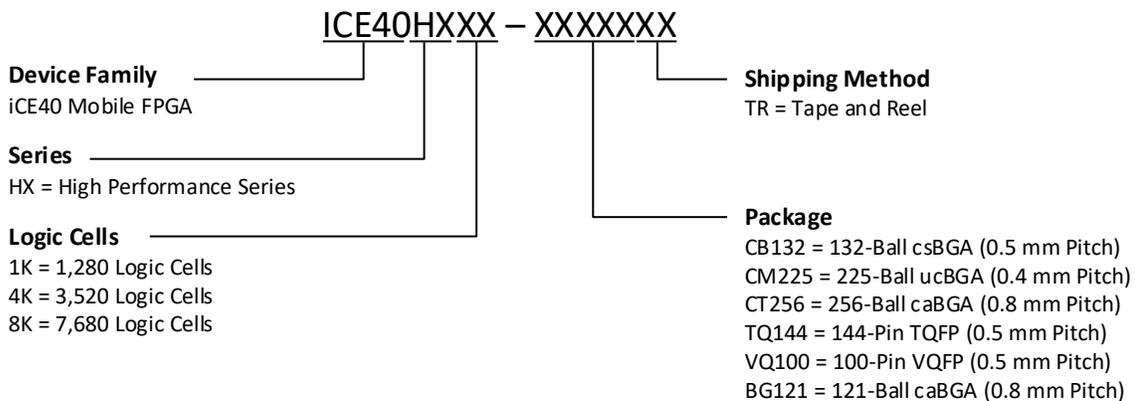 ICE40HXXX – XXXXXXX
Device Family
iCE40 Mobile FPGA
Series
HX = High Performance Series
Logic Cells
1K = 1,280 Logic Cells
4K = 3,520 Logic Cells
8K = 7,680 Logic Cells
Shipping Method
TR = Tape and Reel
Package
CB132 = 132-Ball csBGA (0.5 mm Pitch)
CM225 = 225-Ball ucBGA (0.4 mm Pitch)
CT256 = 256-Ball caBGA (0.8 mm Pitch)
TQ144 = 144-Pin TQFP (0.5 mm Pitch)
VQ100 = 100-Pin VQFP (0.5 mm Pitch)
BG121 = 121-Ball caBGA (0.8 mm Pitch)